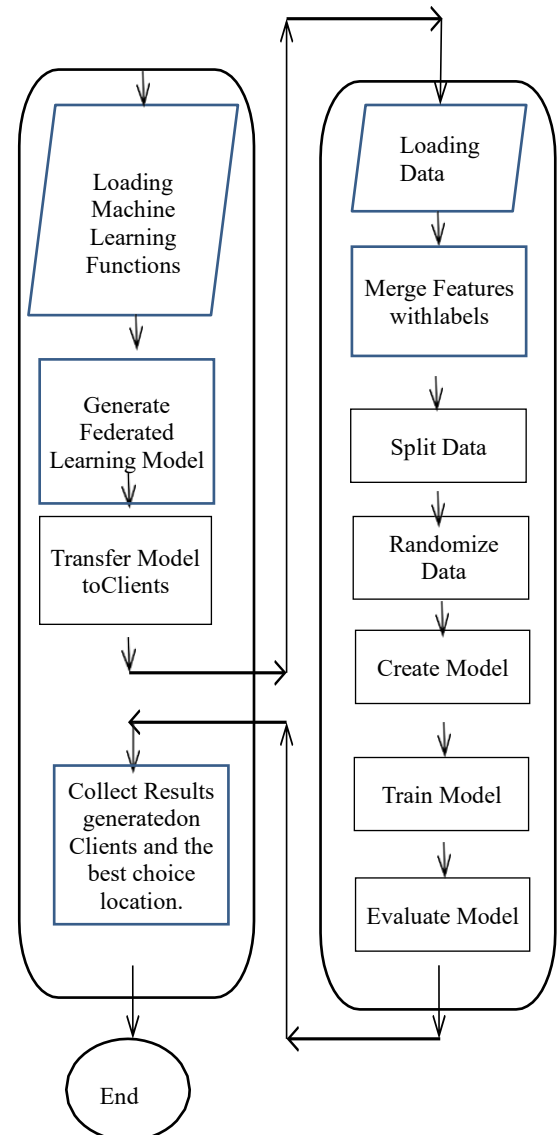 Loading
Machine
Learning
Functions
Generate
Federated
Learning Model
Transfer Model
toClients
Collect Results
generatedon
Clients and the
best choice
location.
End
Loading
Data
Merge Features
withlabels
Split Data
Randomize
Data
Create Model
Train Model
Evaluate Model